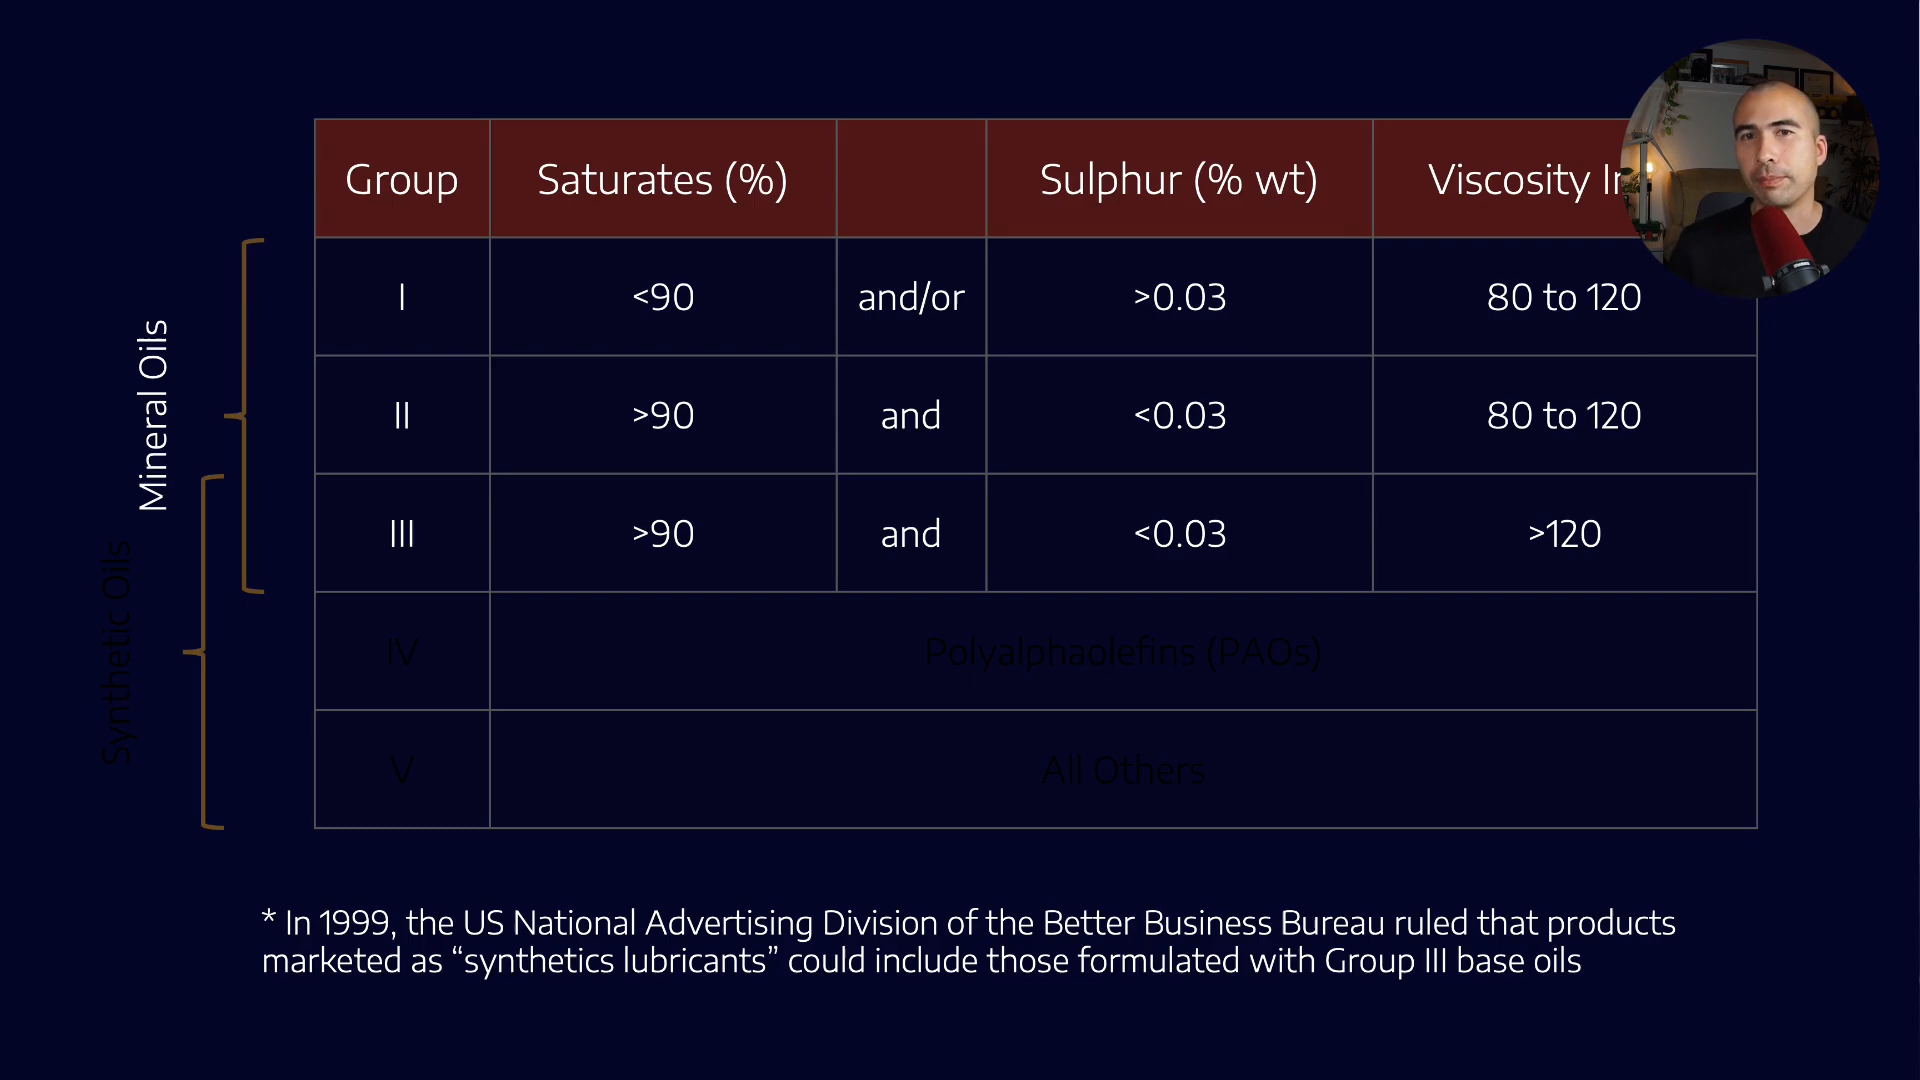 Group Saturates (%) Sulphur (% wt) Viscosity In
I <90 and/or >0.03 80 to 120
II >90 and <0.03 80 to 120
III >90 and <0.03 >120
IV Polyalphaolefins (PAOs)
V All Others
Mineral Oils
Synthetic Oils
* In 1999, the US National Advertising Division of the Better Business Bureau ruled that products
marketed as “synthetics lubricants” could include those formulated with Group III base oils